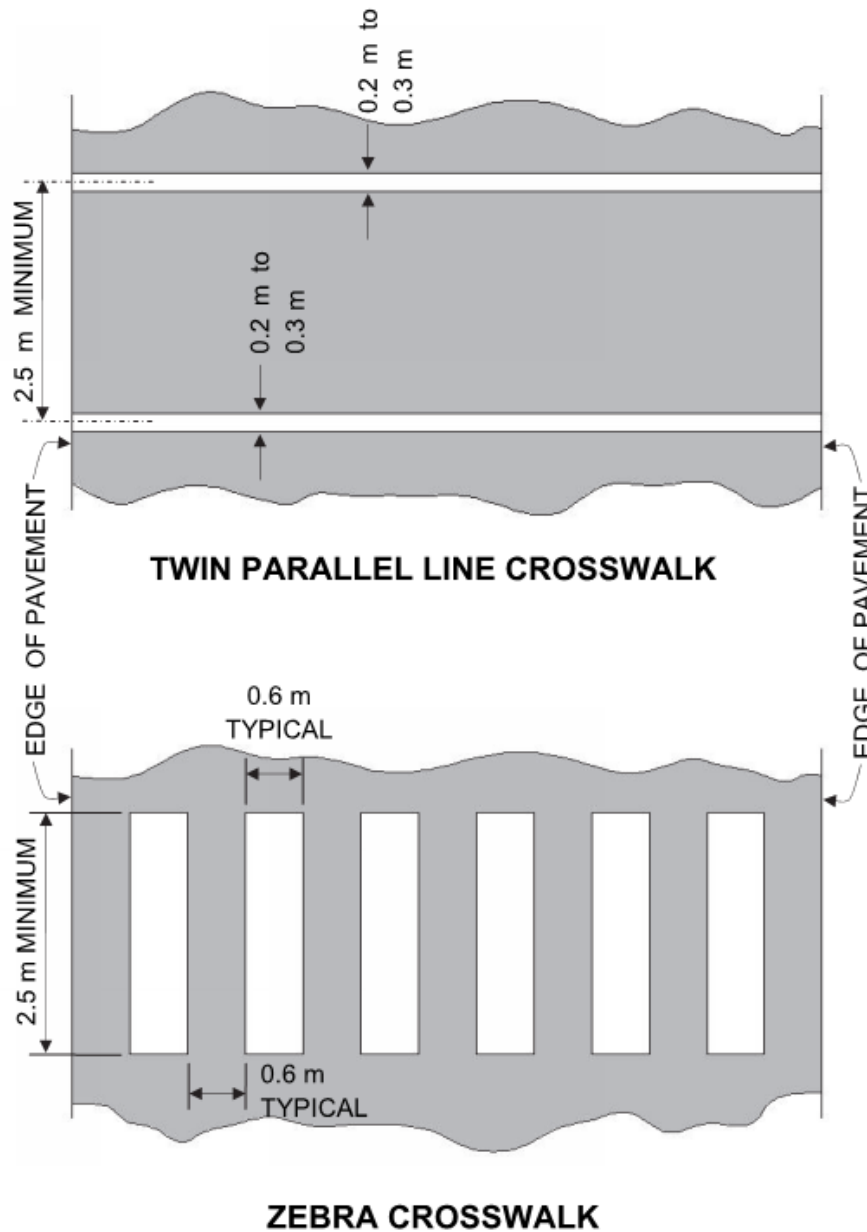 0.2 m to
0.3 m
2.5 m MINIMUM
0.2 m to
0.3 m
TWIN PARALLEL LINE CROSSWALK
EDGE OF PAVEMENT
EDGE OF PAVEMENT
0.6 m
TYPICAL
2.5 m MINIMUM
0.6 m
TYPICAL
ZEBRA CROSSWALK